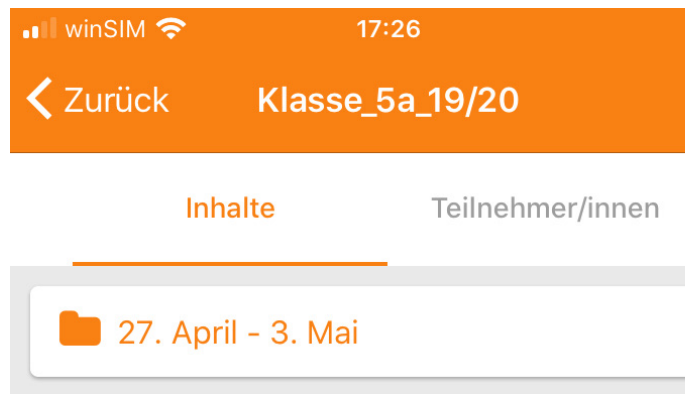 winSIM 17:26
Zurück Klasse_5a_19/20
Inhalte Teilnehmer/innen
27. April - 3. Mai